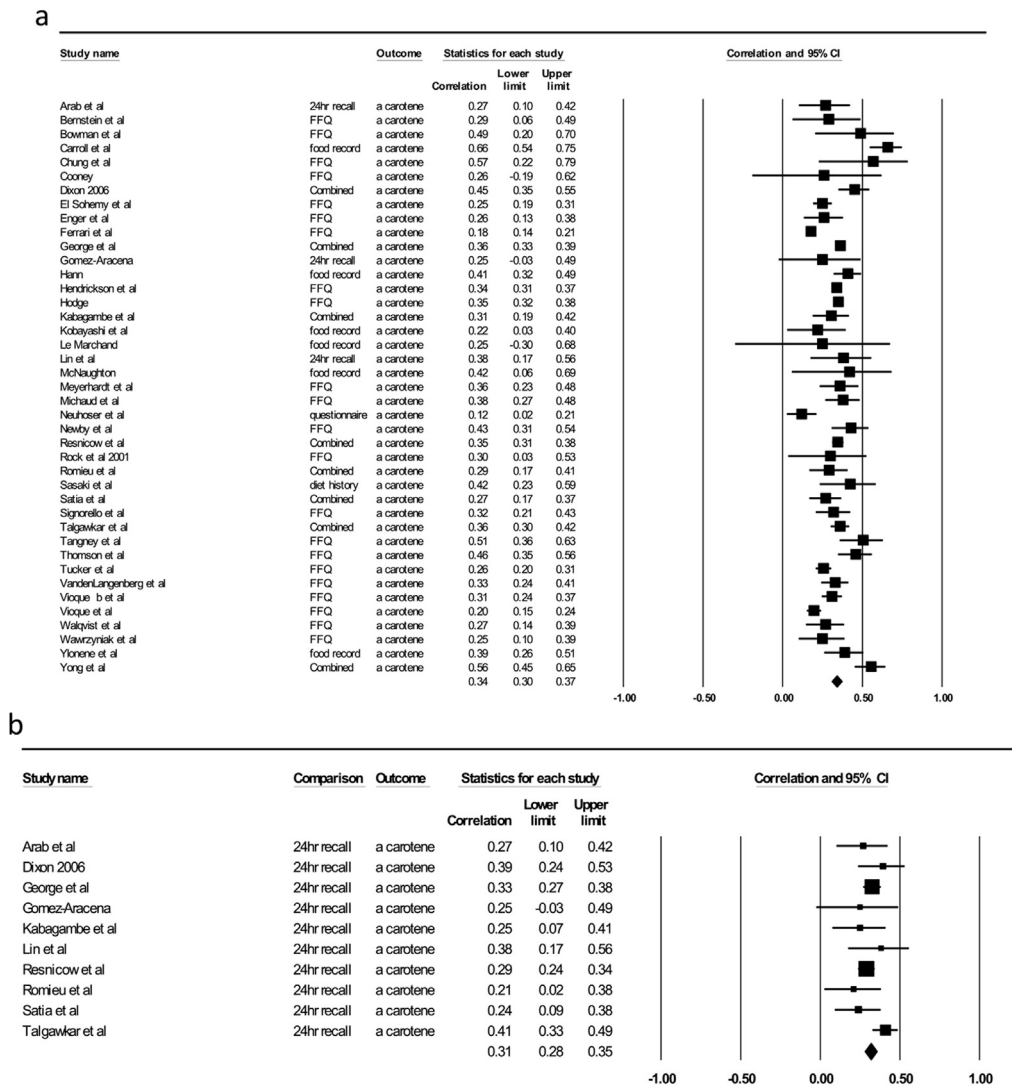 a
Study name Outcome Statistics for each study Correlation and 95% CI
Correlation Lower limit Upper limit
Arab et al 24hr recall a carotene 0.27 0.10 0.42
Bernstein et al FFQ a carotene 0.29 0.06 0.49
Bowman et al FFQ a carotene 0.49 0.20 0.70
Carroll et al food record a carotene 0.66 0.54 0.75
Chung et al FFQ a carotene 0.57 0.22 0.79
Cooney FFQ a carotene 0.26 -0.19 0.62
Dixon 2006 Combined a carotene 0.45 0.35 0.55
El Sohemy et al FFQ a carotene 0.25 0.19 0.31
Enger et al FFQ a carotene 0.26 0.13 0.38
Ferrari et al FFQ a carotene 0.18 0.14 0.21
George et al Combined a carotene 0.36 0.33 0.39
Gomez-Aracena 24hr recall a carotene 0.25 -0.03 0.49
Hann food record a carotene 0.41 0.32 0.49
Hendrickson et al FFQ a carotene 0.34 0.31 0.37
Hodge FFQ a carotene 0.35 0.32 0.38
Kabagambe et al Combined a carotene 0.31 0.19 0.42
Kobayashi et al food record a carotene 0.22 0.03 0.40
Le Marchand food record a carotene 0.25 -0.30 0.68
Lin et al 24hr recall a carotene 0.38 0.17 0.56
McNaughton food record a carotene 0.42 0.06 0.69
Meyerhardt et al FFQ a carotene 0.36 0.23 0.48
Michaud et al FFQ a carotene 0.38 0.27 0.48
Neuhoser et al questionnaire a carotene 0.12 0.02 0.21
Newby et al FFQ a carotene 0.43 0.31 0.54
Resnicow et al Combined a carotene 0.35 0.31 0.38
Rock et al 2001 FFQ a carotene 0.30 0.03 0.53
Romieu et al Combined a carotene 0.29 0.17 0.41
Sasaki et al diet history a carotene 0.42 0.23 0.59
Satia et al Combined a carotene 0.27 0.17 0.37
Signorello et al FFQ a carotene 0.32 0.21 0.43
Talgawkar et al Combined a carotene 0.36 0.30 0.42
Tangney et al FFQ a carotene 0.51 0.36 0.63
Thomson et al FFQ a carotene 0.46 0.35 0.56
Tucker et al FFQ a carotene 0.26 0.20 0.31
VandenLangenberg et al FFQ a carotene 0.33 0.24 0.41
Vioque b et al FFQ a carotene 0.31 0.24 0.37
Vioque et al FFQ a carotene 0.20 0.15 0.24
Walqvist et al FFQ a carotene 0.27 0.14 0.39
Wawrzyniak et al FFQ a carotene 0.25 0.10 0.39
Ylonene et al food record a carotene 0.39 0.26 0.51
Yong et al Combined a carotene 0.56 0.45 0.65
0.34 0.30 0.37
-1.00 -0.50 0.00 0.50 1.00
b
Study name Comparison Outcome Statistics for each study Correlation and 95% CI
Correlation Lower limit Upper limit
Arab et al 24hr recall a carotene 0.27 0.10 0.42
Dixon 2006 24hr recall a carotene 0.39 0.24 0.53
George et al 24hr recall a carotene 0.33 0.27 0.38
Gomez-Aracena 24hr recall a carotene 0.25 -0.03 0.49
Kabagambe et al 24hr recall a carotene 0.25 0.07 0.41
Lin et al 24hr recall a carotene 0.38 0.17 0.56
Resnicow et al 24hr recall a carotene 0.29 0.24 0.34
Romieu et al 24hr recall a carotene 0.21 0.02 0.38
Satia et al 24hr recall a carotene 0.24 0.09 0.38
Talgawkar et al 24hr recall a carotene 0.41 0.33 0.49
0.31 0.28 0.35
-1.00 -0.50 0.00 0.50 1.00